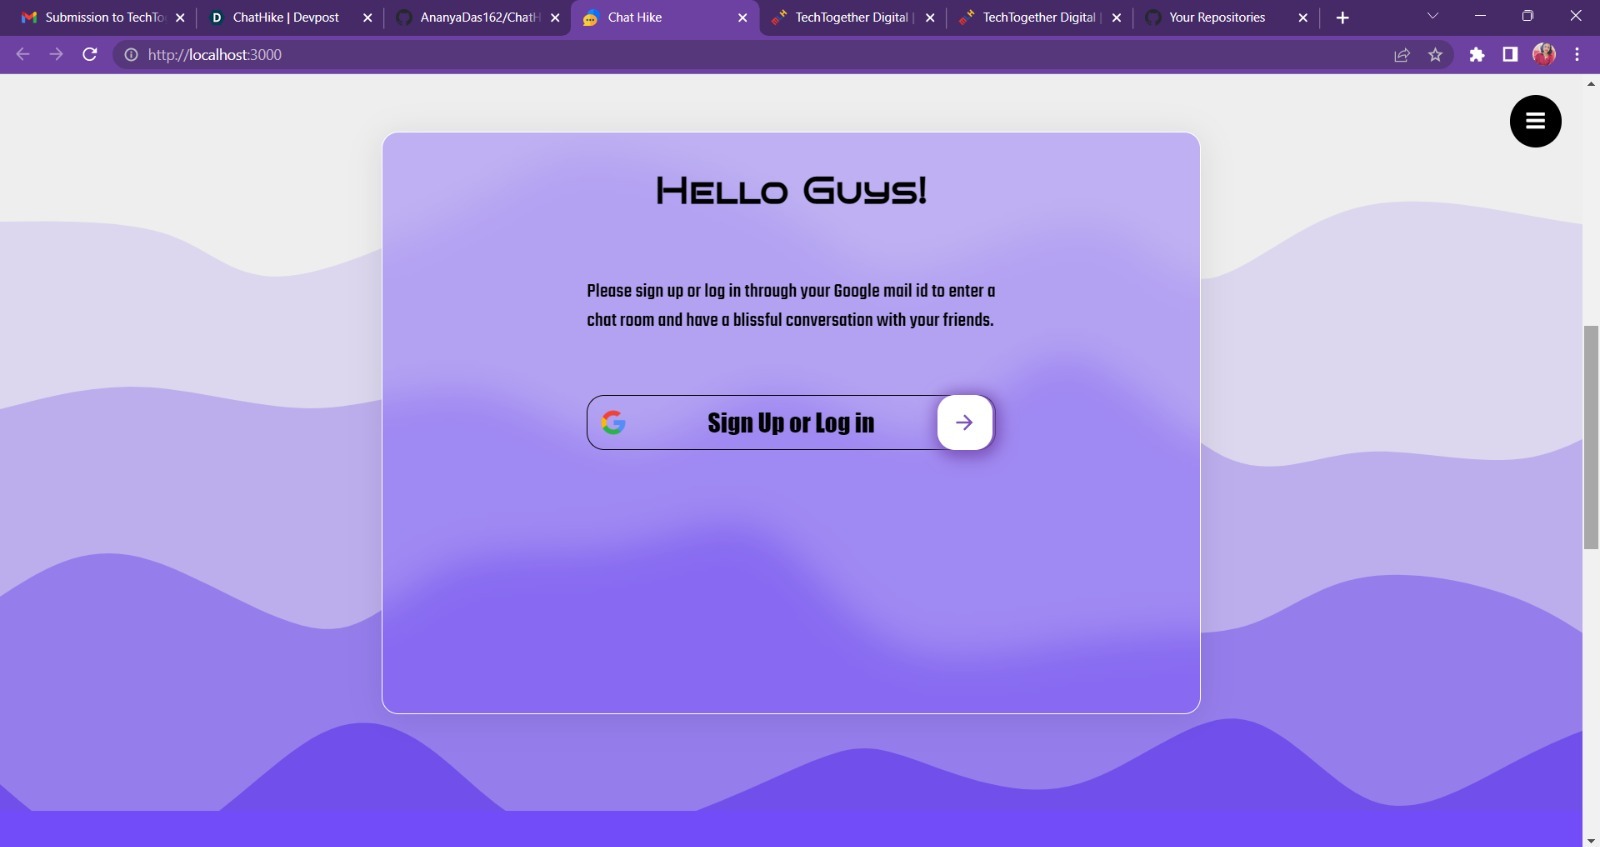 Submission to TechTo
ChatHike | Devpost
AnanyaDas162/ChatH
Chat Hike
TechTogether Digital |
TechTogether Digital |
Your Repositories
http://localhost:3000
Hello Guys!
Please sign up or log in through your Google mail id to enter a
chat room and have a blissful conversation with your friends.
Sign Up or Log in